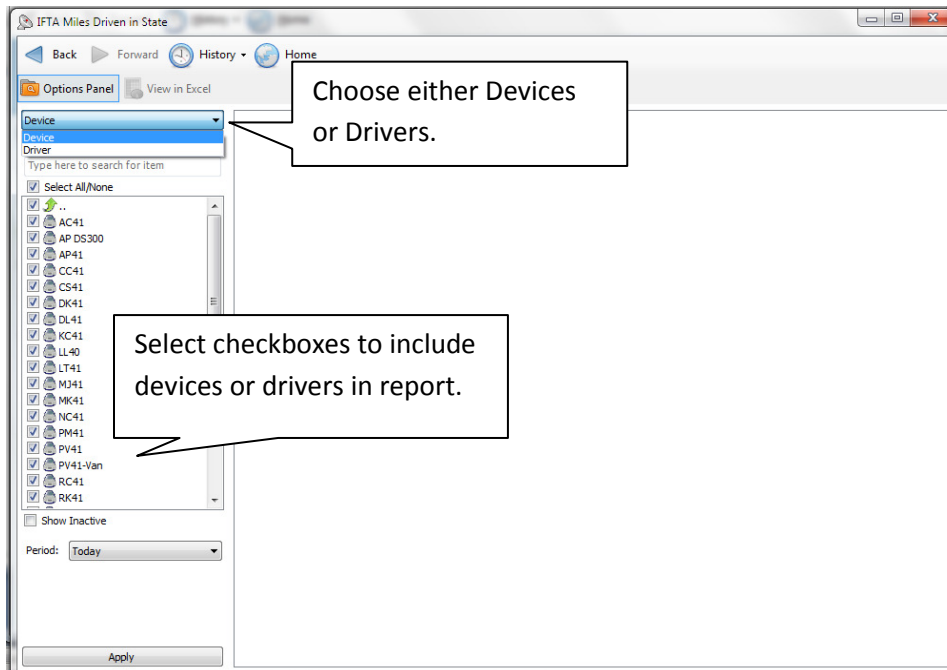 IFTA Miles Driven in State
Back Forward History Home
Options Panel View in Excel
Choose either Devices
or Drivers.
Device
Device
Driver
Type here to search for item
Select All/None
..
AC41
AP DS300
AP41
CC41
CS41
DK41
DL41
KC41
LL40
LT41
MJ41
MK41
NC41
PM41
PV41
PV41-Van
RC41
RK41
Select checkboxes to include
devices or drivers in report.
Show Inactive
Period: Today
Apply